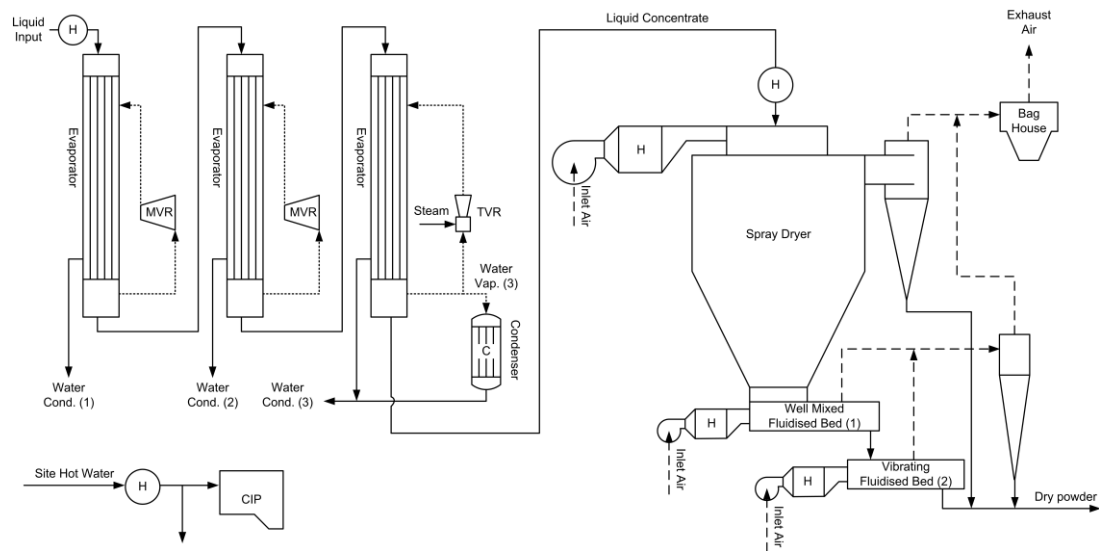 Liquid
Input
H
Liquid Concentrate
Exhaust
Air
H
Bag
House
H
Inlet Air
Evaporator
Evaporator
Evaporator
MVR
MVR
Steam
TVR
Spray Dryer
Water
Vap. (3)
C
Condenser
Water
Cond. (1)
Water
Cond. (2)
Water
Cond. (3)
Well Mixed
Fluidised Bed (1)
H
Inlet Air
Vibrating
Fluidised Bed (2)
H
Inlet Air
Dry powder
Site Hot Water
H
CIP